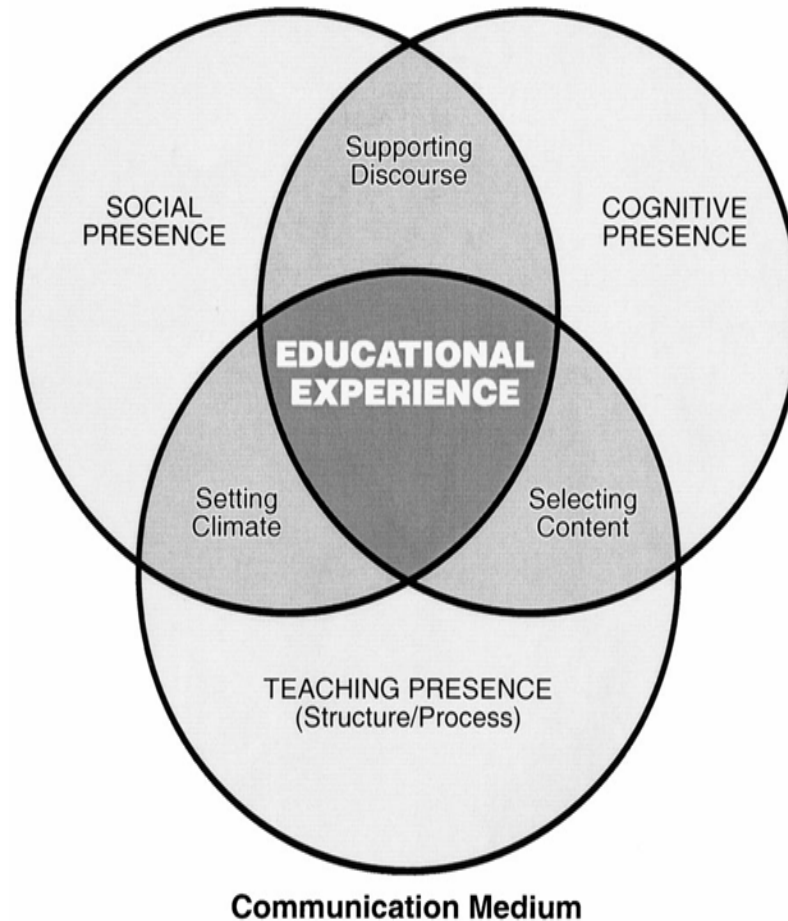 Supporting
Discourse
SOCIAL
PRESENCE
COGNITIVE
PRESENCE
EDUCATIONAL
EXPERIENCE
Setting
Climate
Selecting
Content
TEACHING PRESENCE
(Structure/Process)
Communication Medium